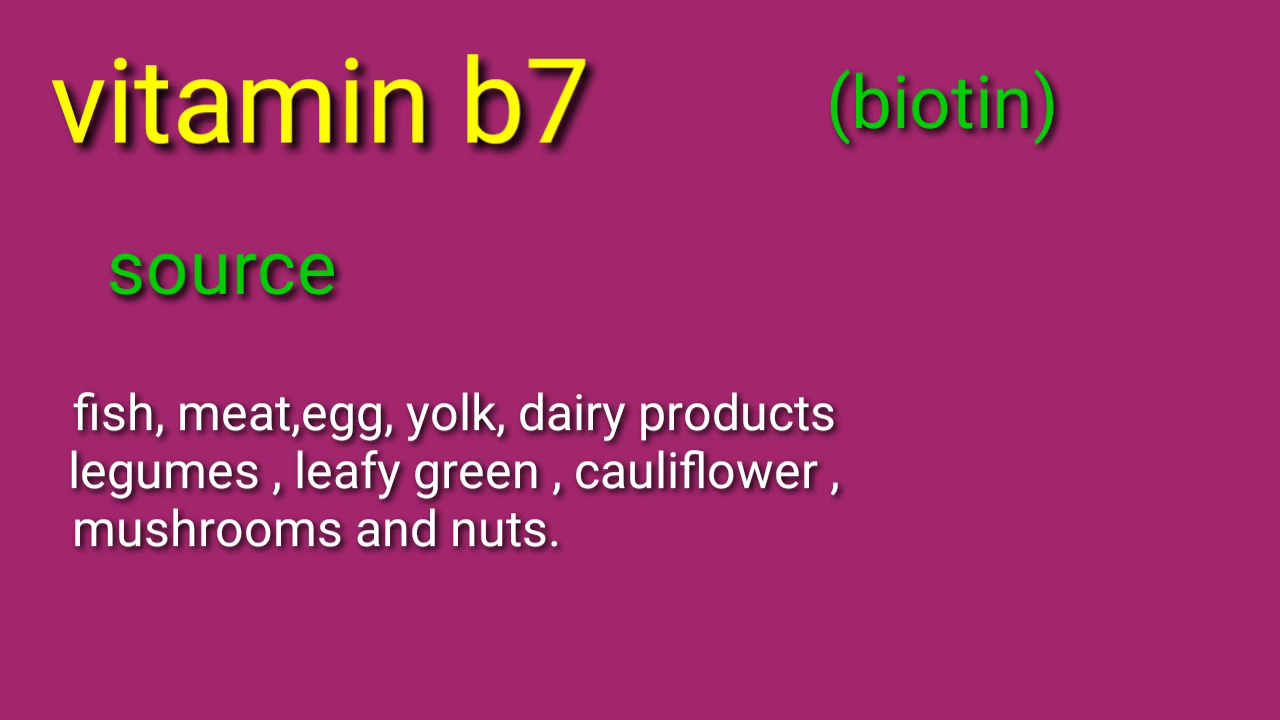 vitamin b7 (biotin)
source
fish, meat,egg, yolk, dairy products
legumes , leafy green , cauliflower ,
mushrooms and nuts.